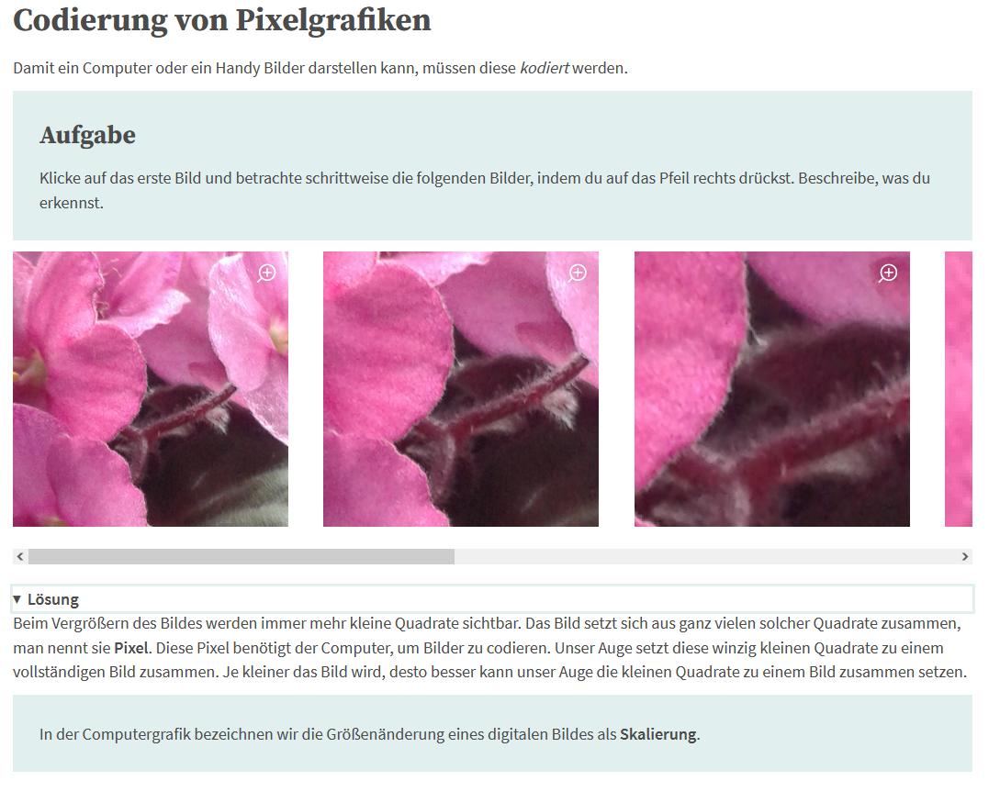 Codierung von Pixelgrafiken
Damit ein Computer oder ein Handy Bilder darstellen kann, müssen diese kodiert werden.
Aufgabe
Klicke auf das erste Bild und betrachte schrittweise die folgenden Bilder, indem du auf das Pfeil rechts drückst. Beschreibe, was du
erkennst.
Lösung
Beim Vergrößern des Bildes werden immer mehr kleine Quadrate sichtbar. Das Bild setzt sich aus ganz vielen solcher Quadrate zusammen,
man nennt sie Pixel. Diese Pixel benötigt der Computer, um Bilder zu codieren. Unser Auge setzt diese winzig kleinen Quadrate zu einem
vollständigen Bild zusammen. Je kleiner das Bild wird, desto besser kann unser Auge die kleinen Quadrate zu einem Bild zusammen setzen.
In der Computergrafik bezeichnen wir die Größenänderung eines digitalen Bildes als Skalierung.